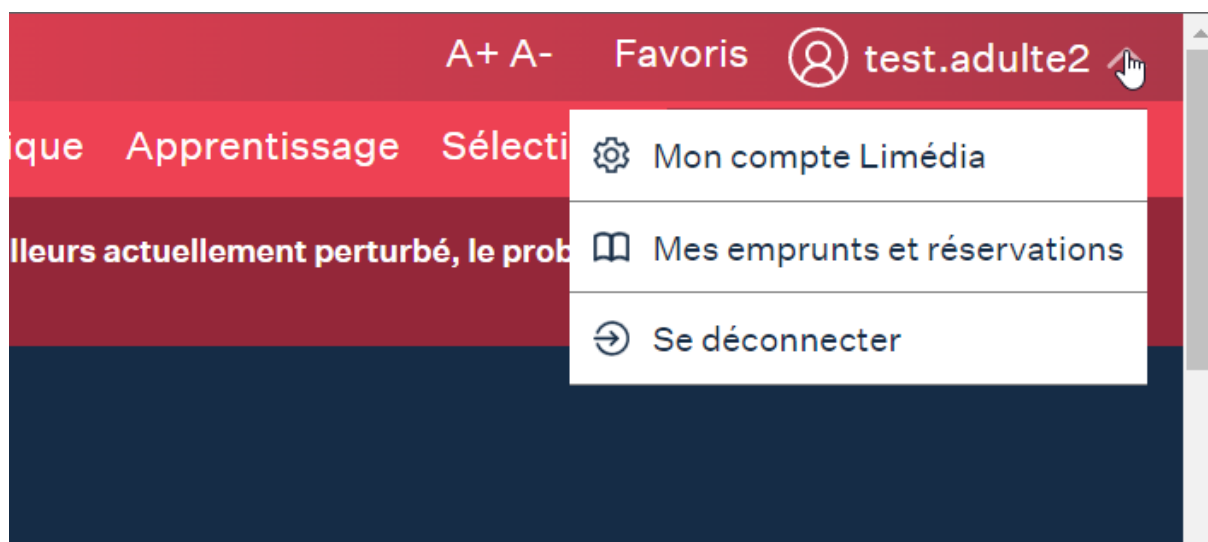 A+ A- Favoris test.adulte2
ique Apprentissage Sélecti
Mon compte Limédia
lleurs actuellement perturbé, le prob
Mes emprunts et réservations
Se déconnecter